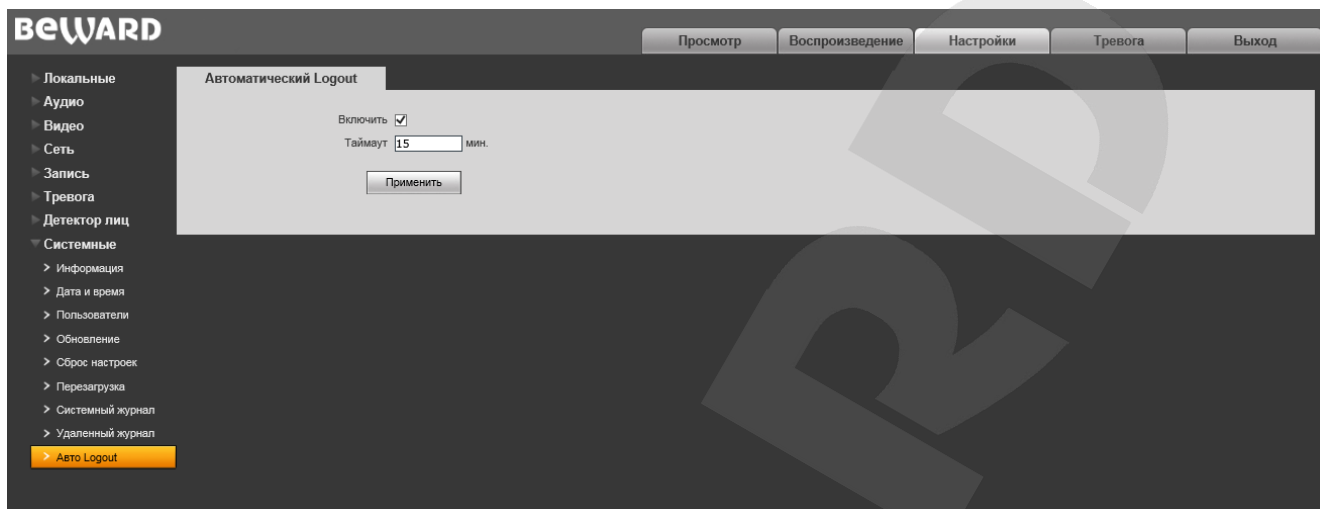 BEWARD
Просмотр
Воспроизведение
Настройки
Тревога
Выход
Локальные
Аудио
Видео
Сеть
Запись
Тревога
Детектор лиц
Системные
Информация
Дата и время
Пользователи
Обновление
Сброс настроек
Перезагрузка
Системный журнал
Удаленный журнал
Авто Logout
Автоматический Logout
Включить
Таймаут 15 мин.
Применить
RD